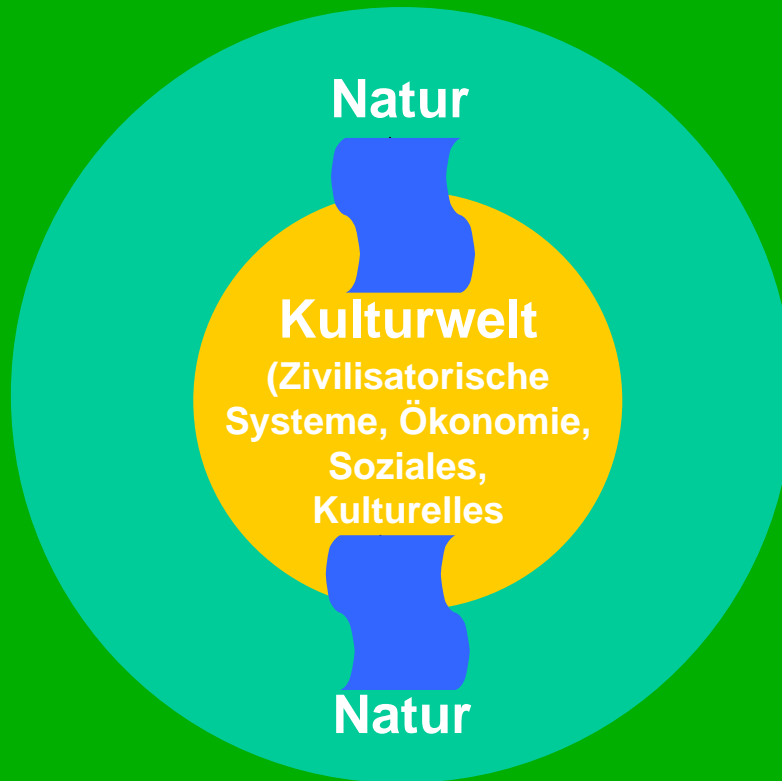 Natur
Kulturwelt
(Zivilisatorische
Systeme, Ökonomie,
Soziales,
Kulturelles
Natur